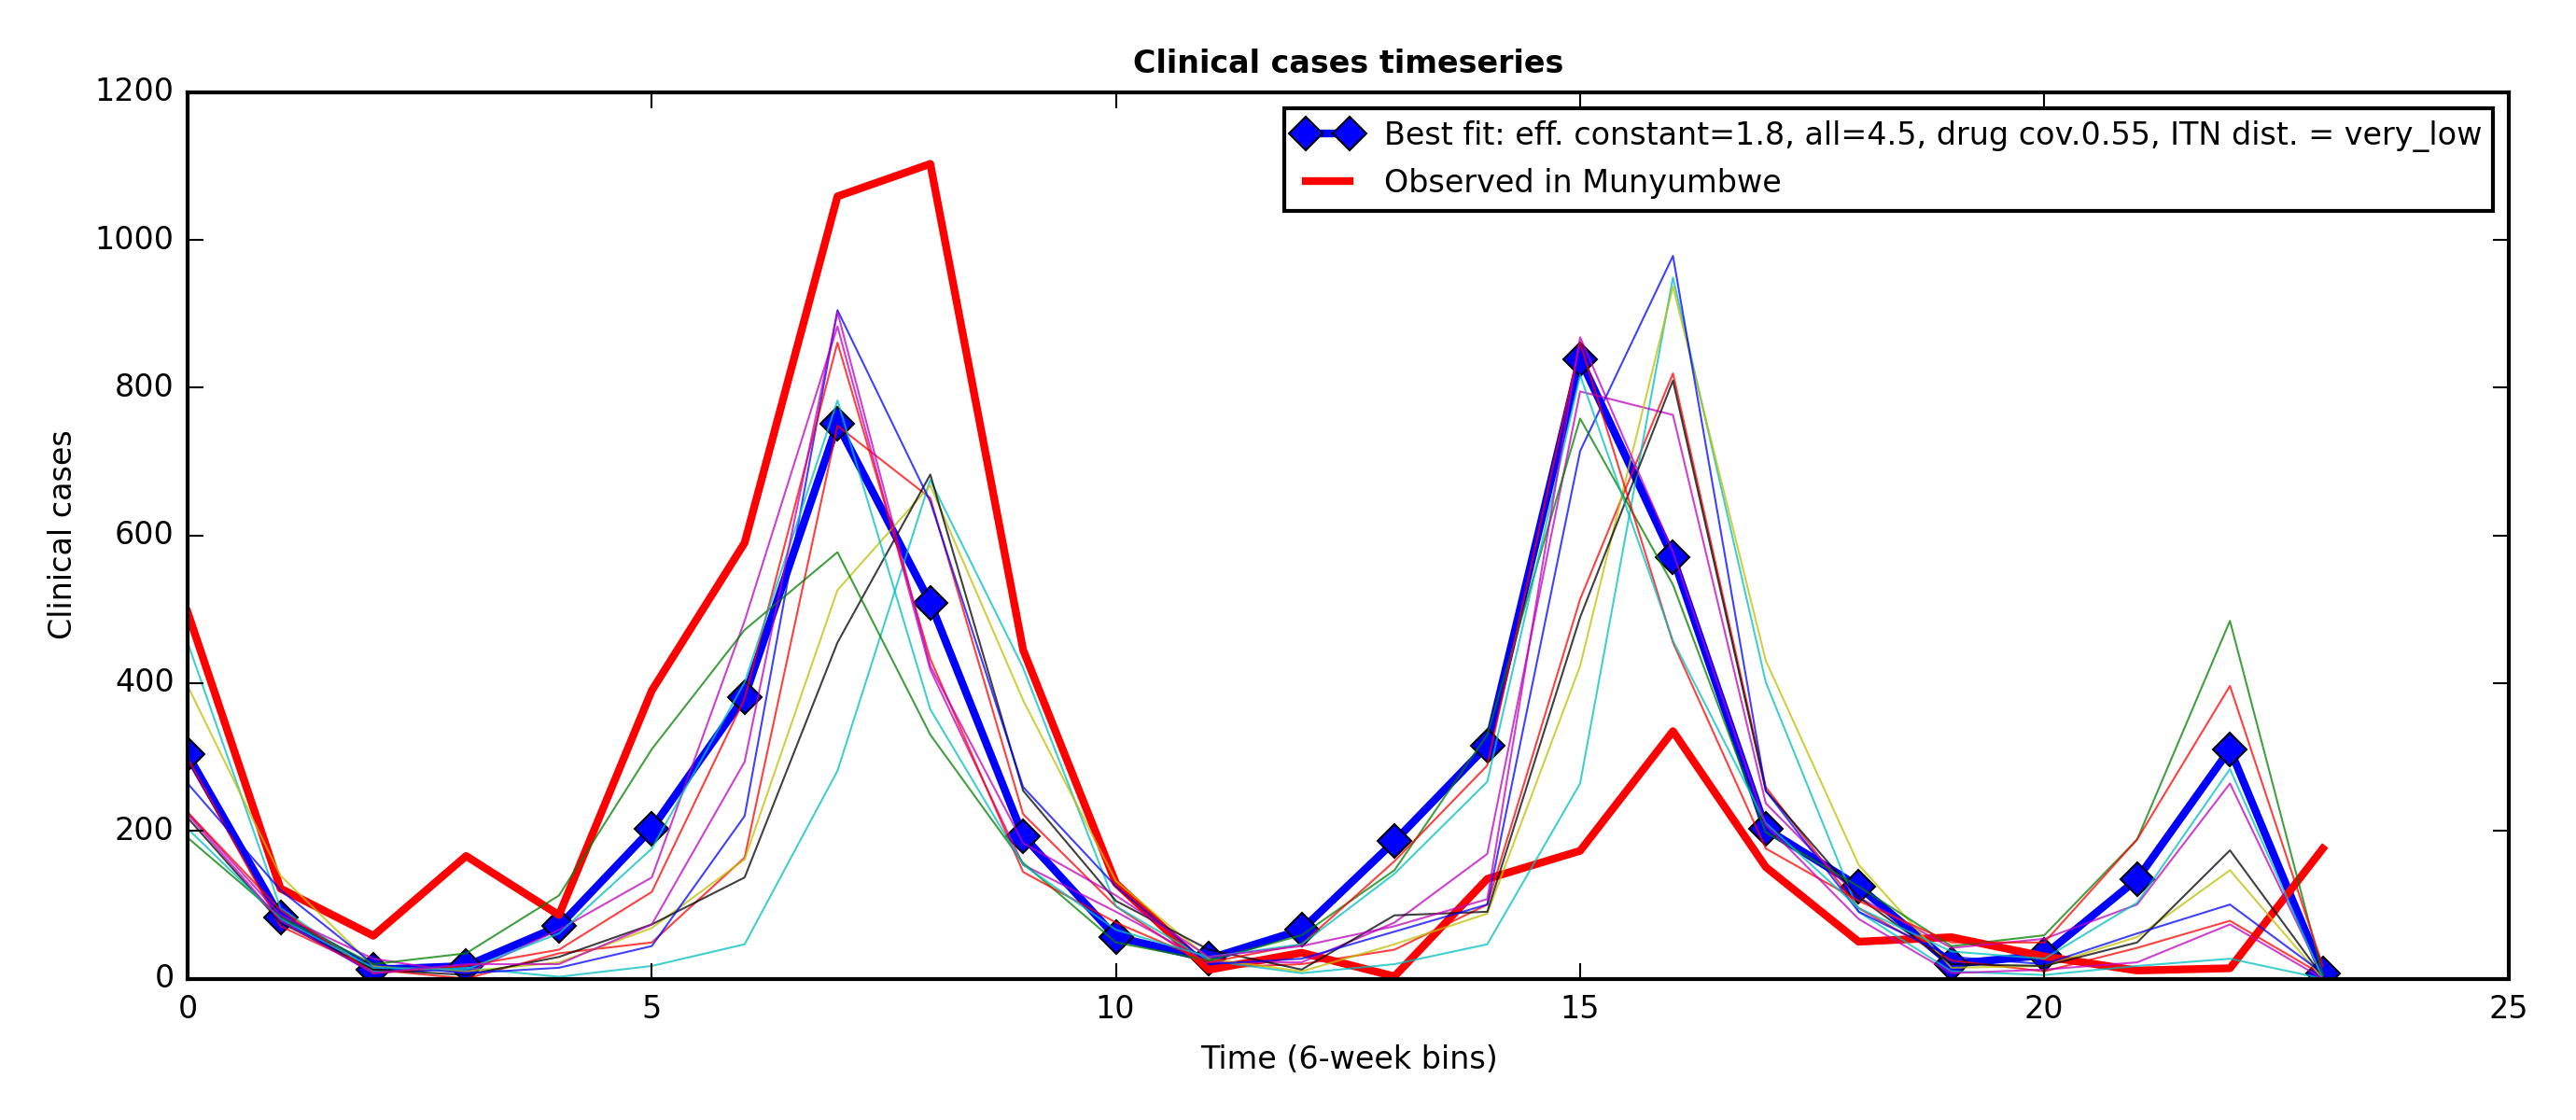 Clinical cases timeseries
1200
1000
800
600
400
200
0
Clinical cases
Best fit: eff. constant=1.8, all=4.5, drug cov.0.55, ITN dist. = very_low
Observed in Munyumbwe
0 5 10 15 20 25
Time (6-week bins)